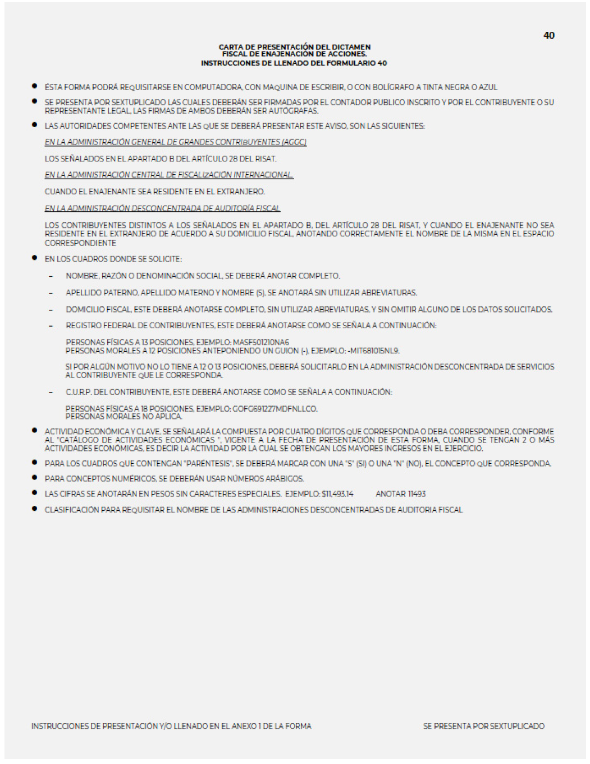 40
CARTA DE PRESENTACIÓN DEL DICTAMEN
FISCAL DE ENAJENACIÓN DE ACCIONES.
INSTRUCCIONES DE LLENADO DEL FORMULARIO 40
● ÉSTA FORMA PODRÁ REQUISITARSE EN COMPUTADORA, CON MAQUINA DE ESCRIBIR, O CON BOLÍGRAFO A TINTA NEGRA O AZUL
● SE PRESENTA POR SEXTUPLICADO LAS CUALES DEBERÁN SER FIRMADAS POR EL CONTADOR PUBLICO INSCRITO Y POR EL CONTRIBUYENTE O SU
REPRESENTANTE LEGAL, LAS FIRMAS DE AMBOS DEBERÁN SER AUTÓGRAFAS.
● LAS AUTORIDADES COMPETENTES ANTE LAS QUE SE DEBERÁ PRESENTAR ESTE AVISO, SON LAS SIGUIENTES:
EN LA ADMINISTRACIÓN GENERAL DE GRANDES CONTRIBUYENTES (AGGC)
LOS SEÑALADOS EN EL APARTADO B DEL ARTÍCULO 28 DEL RISAT.
EN LA ADMINISTRACIÓN CENTRAL DE FISCALIZACIÓN INTERNACIONAL.
CUANDO EL ENAJENANTE SEA RESIDENTE EN EL EXTRANJERO.
EN LA ADMINISTRACIÓN DESCONCENTRADA DE AUDITORÍA FISCAL
LOS CONTRIBUYENTES DISTINTOS A LOS SEÑALADOS EN EL APARTADO B, DEL ARTÍCULO 28 DEL RISAT, Y CUANDO EL ENAJENANTE NO SEA
RESIDENTE EN EL EXTRANJERO DE ACUERDO A SU DOMICILIO FISCAL, ANOTANDO CORRECTAMENTE EL NOMBRE DE LA MISMA EN EL ESPACIO
CORRESPONDIENTE
● EN LOS CUADROS DONDE SE SOLICITE:
– NOMBRE, RAZÓN O DENOMINACIÓN SOCIAL, SE DEBERÁ ANOTAR COMPLETO.
– APELLIDO PATERNO, APELLIDO MATERNO Y NOMBRE (S), SE ANOTARÁ SIN UTILIZAR ABREVIATURAS.
– DOMICILIO FISCAL, ESTE DEBERÁ ANOTARSE COMPLETO, SIN UTILIZAR ABREVIATURAS, Y SIN OMITIR ALGUNO DE LOS DATOS SOLICITADOS.
– REGISTRO FEDERAL DE CONTRIBUYENTES, ESTE DEBERÁ ANOTARSE COMO SE SEÑALA A CONTINUACIÓN:
PERSONAS FÍSICAS A 13 POSICIONES, EJEMPLO: MASF501210NA6
PERSONAS MORALES A 12 POSICIONES ANTEPONIENDO UN GUION (-), EJEMPLO: -MIT681015NL9.
SI POR ALGÚN MOTIVO NO LO TIENE A 12 O 13 POSICIONES, DEBERÁ SOLICITARLO EN LA ADMINISTRACIÓN DESCONCENTRADA DE SERVICIOS
AL CONTRIBUYENTE QUE LE CORRESPONDA.
– C.U.R.P. DEL CONTRIBUYENTE, ESTE DEBERÁ ANOTARSE COMO SE SEÑALA A CONTINUACIÓN:
PERSONAS FÍSICAS A 18 POSICIONES, EJEMPLO: GOFG691227MDFNLLCO.
PERSONAS MORALES NO APLICA.
● ACTIVIDAD ECONÓMICA Y CLAVE, SE SEÑALARÁ LA COMPUESTA POR CUATRO DÍGITOS QUE CORRESPONDA O DEBA CORRESPONDER, CONFORME
AL "CATÁLOGO DE ACTIVIDADES ECONÓMICAS ", VIGENTE A LA FECHA DE PRESENTACIÓN DE ESTA FORMA, CUANDO SE TENGAN 2 O MÁS
ACTIVIDADES ECONÓMICAS, ES DECIR LA ACTIVIDAD POR LA CUAL SE OBTENGAN LOS MAYORES INGRESOS EN EL EJERCICIO.
● PARA LOS CUADROS QUE CONTENGAN "PARÉNTESIS", SE DEBERÁ MARCAR CON UNA "S" (SI) O UNA "N" (NO), EL CONCEPTO QUE CORRESPONDA.
● PARA CONCEPTOS NUMÉRICOS, SE DEBERÁN USAR NÚMEROS ARÁBIGOS.
● LAS CIFRAS SE ANOTARÁN EN PESOS SIN CARACTERES ESPECIALES. EJEMPLO: $11,493.14 ANOTAR 11493
● CLASIFICACIÓN PARA REQUISITAR EL NOMBRE DE LAS ADMINISTRACIONES DESCONCENTRADAS DE AUDITORIA FISCAL
INSTRUCCIONES DE PRESENTACIÓN Y/O LLENADO EN EL ANEXO 1 DE LA FORMA SE PRESENTA POR SEXTUPLICADO